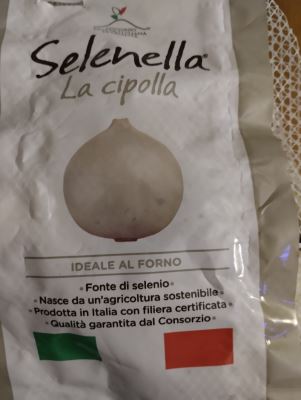 Selenella
La cipolla
IDEALE AL FORNO
• Fonte di selenio •
• Nasce da un'agricoltura sostenibile •
• Prodotta in Italia con filiera certificata •
• Qualità garantita dal Consorzio •